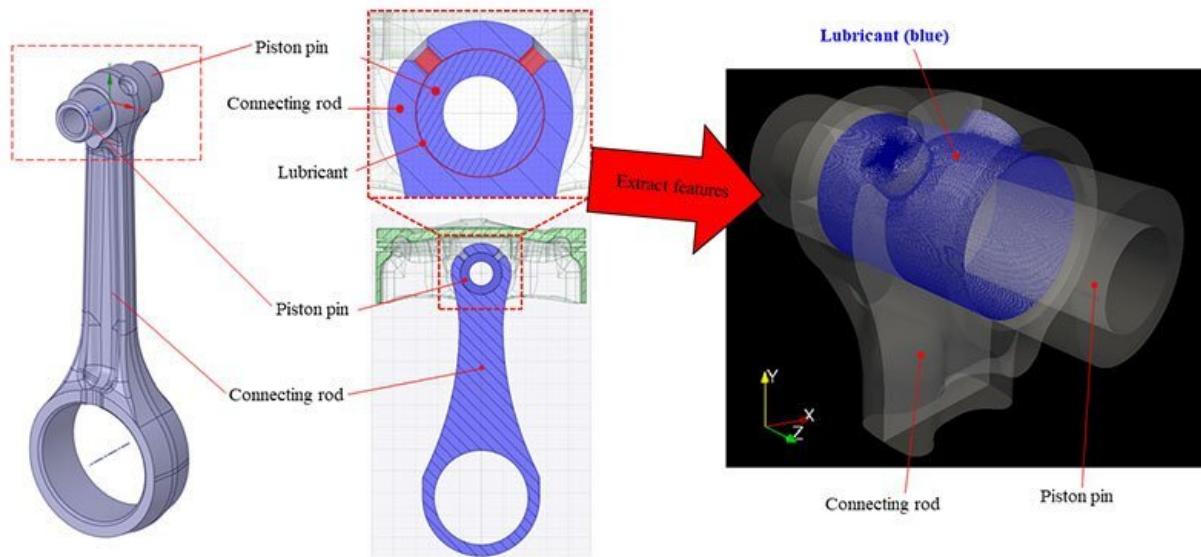 Piston pin
Connecting rod
Lubricant
Piston pin
Connecting rod
Extract features
Lubricant (blue)
Y
X
Z
Connecting rod
Piston pin